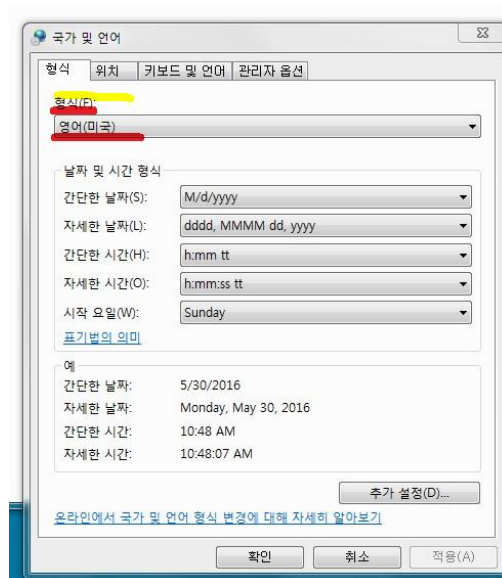 국가 및 언어
형식 위치 키보드 및 언어 관리자 옵션
형식(F):
영어(미국)
날짜 및 시간 형식
간단한 날짜(S): M/d/yyyy
자세한 날짜(L): dddd, MMMM dd, yyyy
간단한 시간(H): h:mm tt
자세한 시간(O): h:mm:ss tt
시작 요일(W): Sunday
표기법의 의미
예
간단한 날짜: 5/30/2016
자세한 날짜: Monday, May 30, 2016
간단한 시간: 10:48 AM
자세한 시간: 10:48:07 AM
추가 설정(D)...
온라인에서 국가 및 언어 형식 변경에 대해 자세히 알아보기
확인 취소 적용(A)